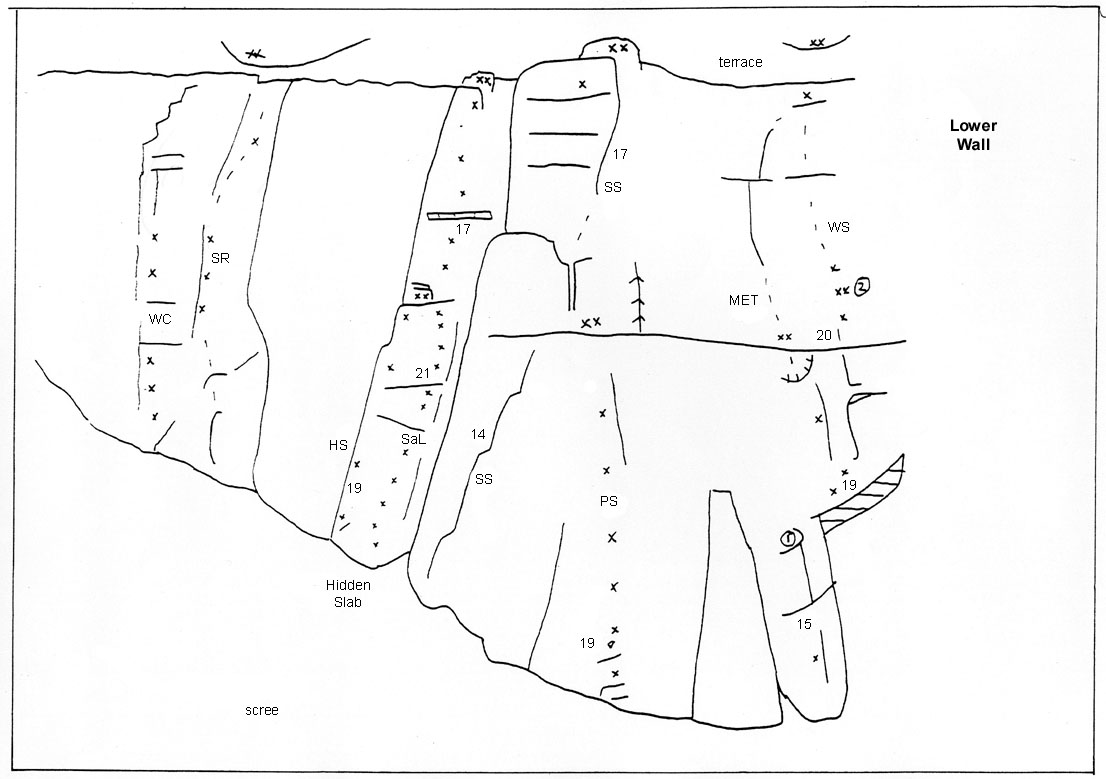 terrace
Lower
Wall
17
SS
17
SR
WS
2
MET
WC
20
21
14
HS
SaL
SS
19
19
PS
1
Hidden
Slab
15
19
scree